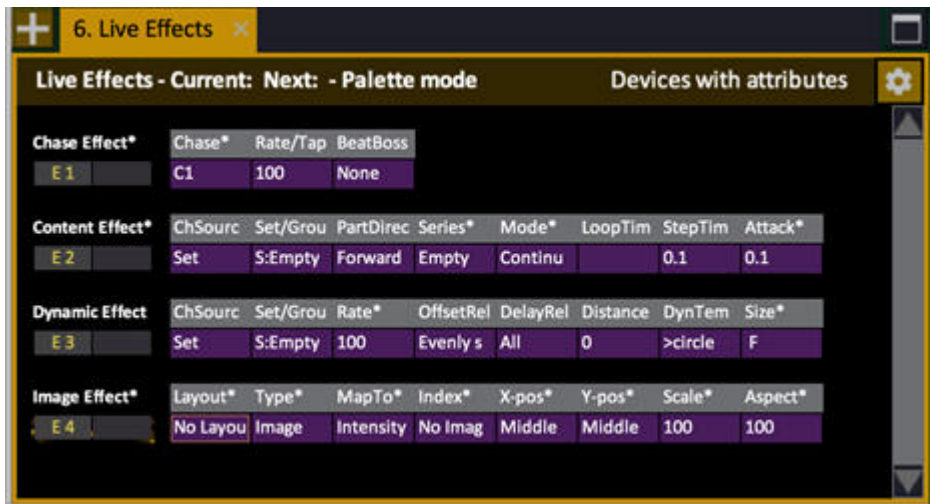 6. Live Effects ×
Live Effects - Current: Next: - Palette mode Devices with attributes
Chase Effect* Chase* Rate/Tap BeatBoss
E 1 C1 100 None
Content Effect* ChSourc Set/Grou PartDirec Series* Mode* LoopTim StepTim Attack*
E 2 Set S:Empty Forward Empty Continu 0.1 0.1
Dynamic Effect ChSourc Set/Grou Rate* OffsetRel DelayRel Distance DynTem Size*
E 3 Set S:Empty 100 Evenly s All 0 >circle F
Image Effect* Layout* Type* MapTo* Index* X-pos* Y-pos* Scale* Aspect*
E 4 No Layou Image Intensity No Imag Middle Middle 100 100